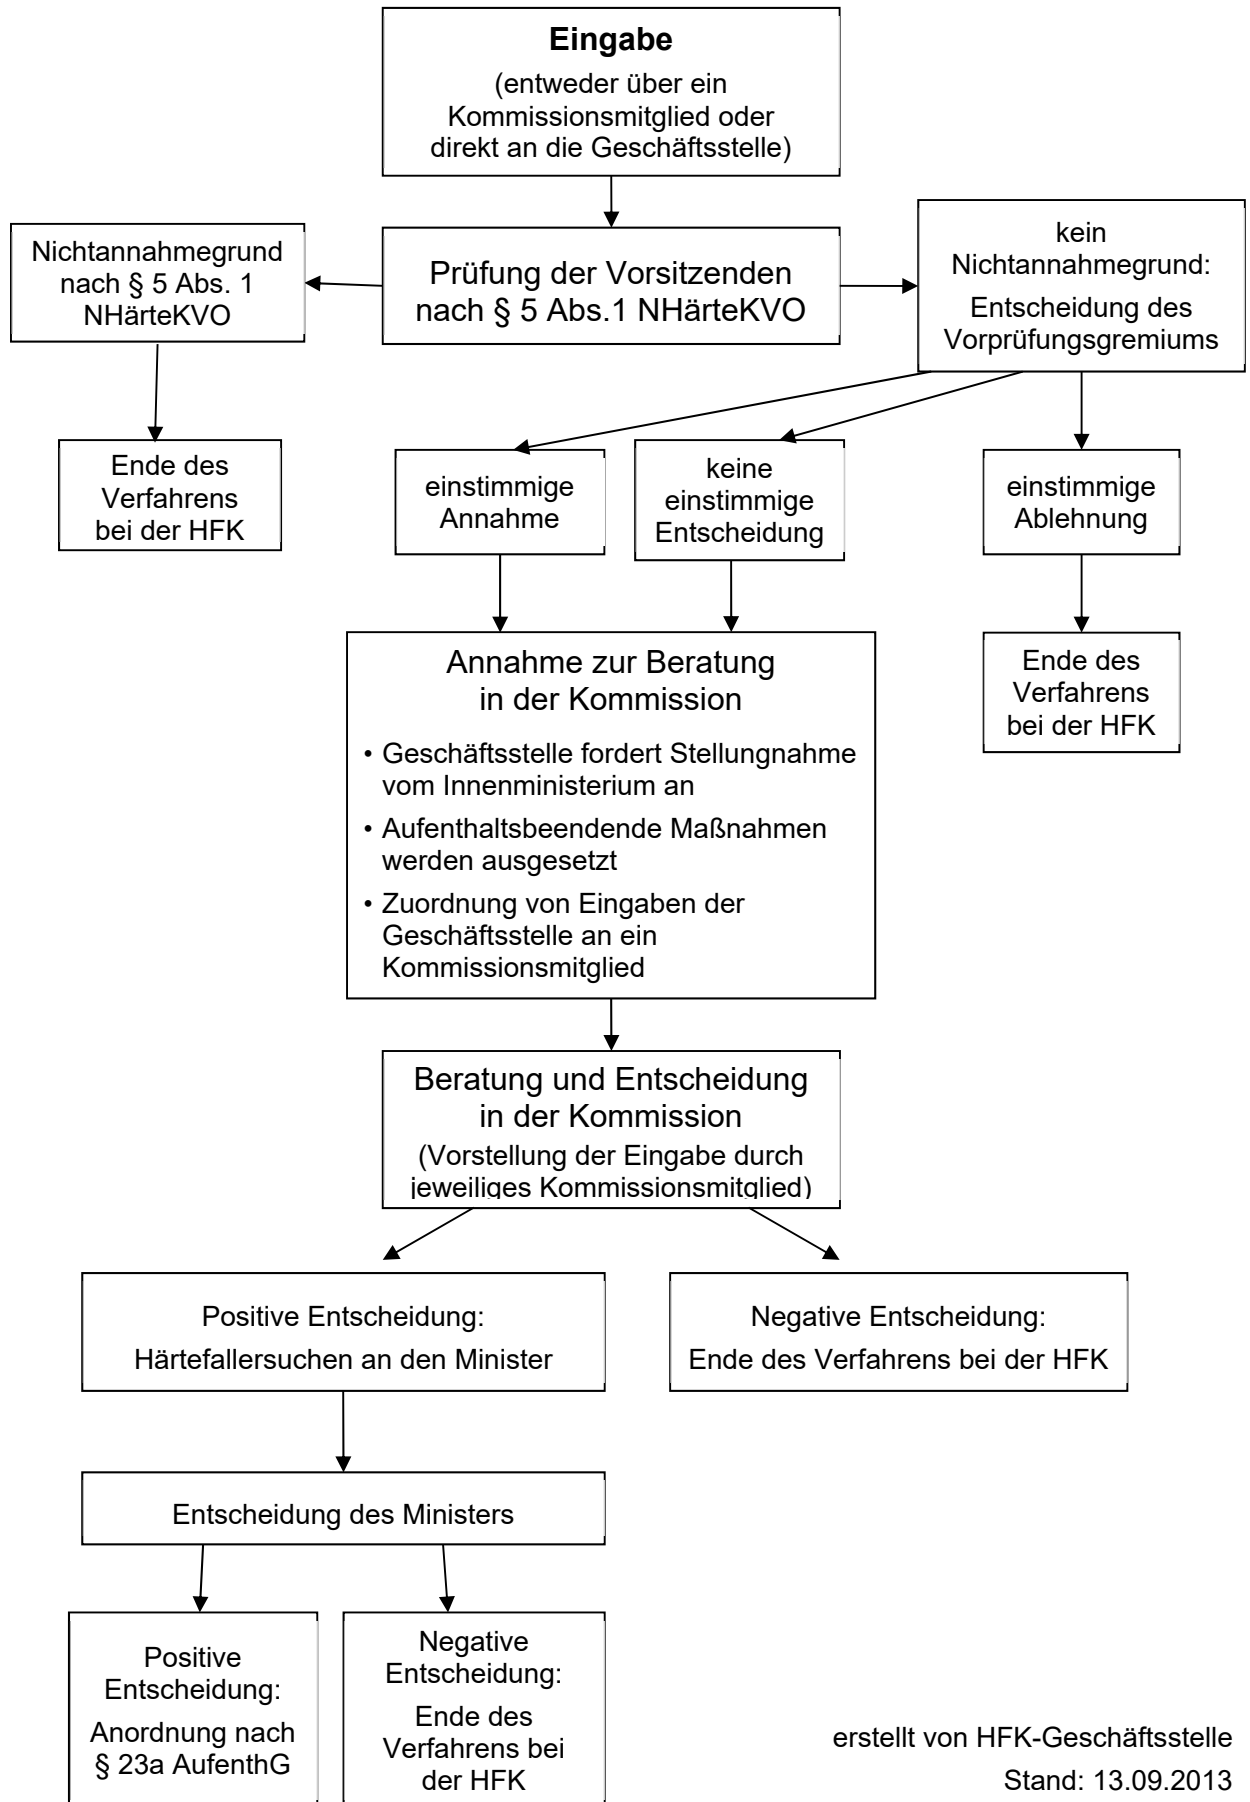 Eingabe
(entweder über ein
Kommissionsmitglied oder
direkt an die Geschäftsstelle)
Nichtannahmegrund
nach § 5 Abs. 1
NHärteKVO
Prüfung der Vorsitzenden
nach § 5 Abs.1 NHärteKVO
kein
Nichtannahmegrund:
Entscheidung des
Vorprüfungsgremiums
Ende des
Verfahrens
bei der HFK
einstimmige
Annahme
keine
einstimmige
Entscheidung
einstimmige
Ablehnung
Annahme zur Beratung
in der Kommission
• Geschäftsstelle fordert Stellungnahme
vom Innenministerium an
• Aufenthaltsbeendende Maßnahmen
werden ausgesetzt
• Zuordnung von Eingaben der
Geschäftsstelle an ein
Kommissionsmitglied
Ende des
Verfahrens
bei der HFK
Beratung und Entscheidung
in der Kommission
(Vorstellung der Eingabe durch
jeweiliges Kommissionsmitglied)
Positive Entscheidung:
Härtefallersuchen an den Minister
Negative Entscheidung:
Ende des Verfahrens bei der HFK
Entscheidung des Ministers
Positive
Entscheidung:
Anordnung nach
§ 23a AufenthG
Negative
Entscheidung:
Ende des
Verfahrens bei
der HFK
erstellt von HFK-Geschäftsstelle
Stand: 13.09.2013